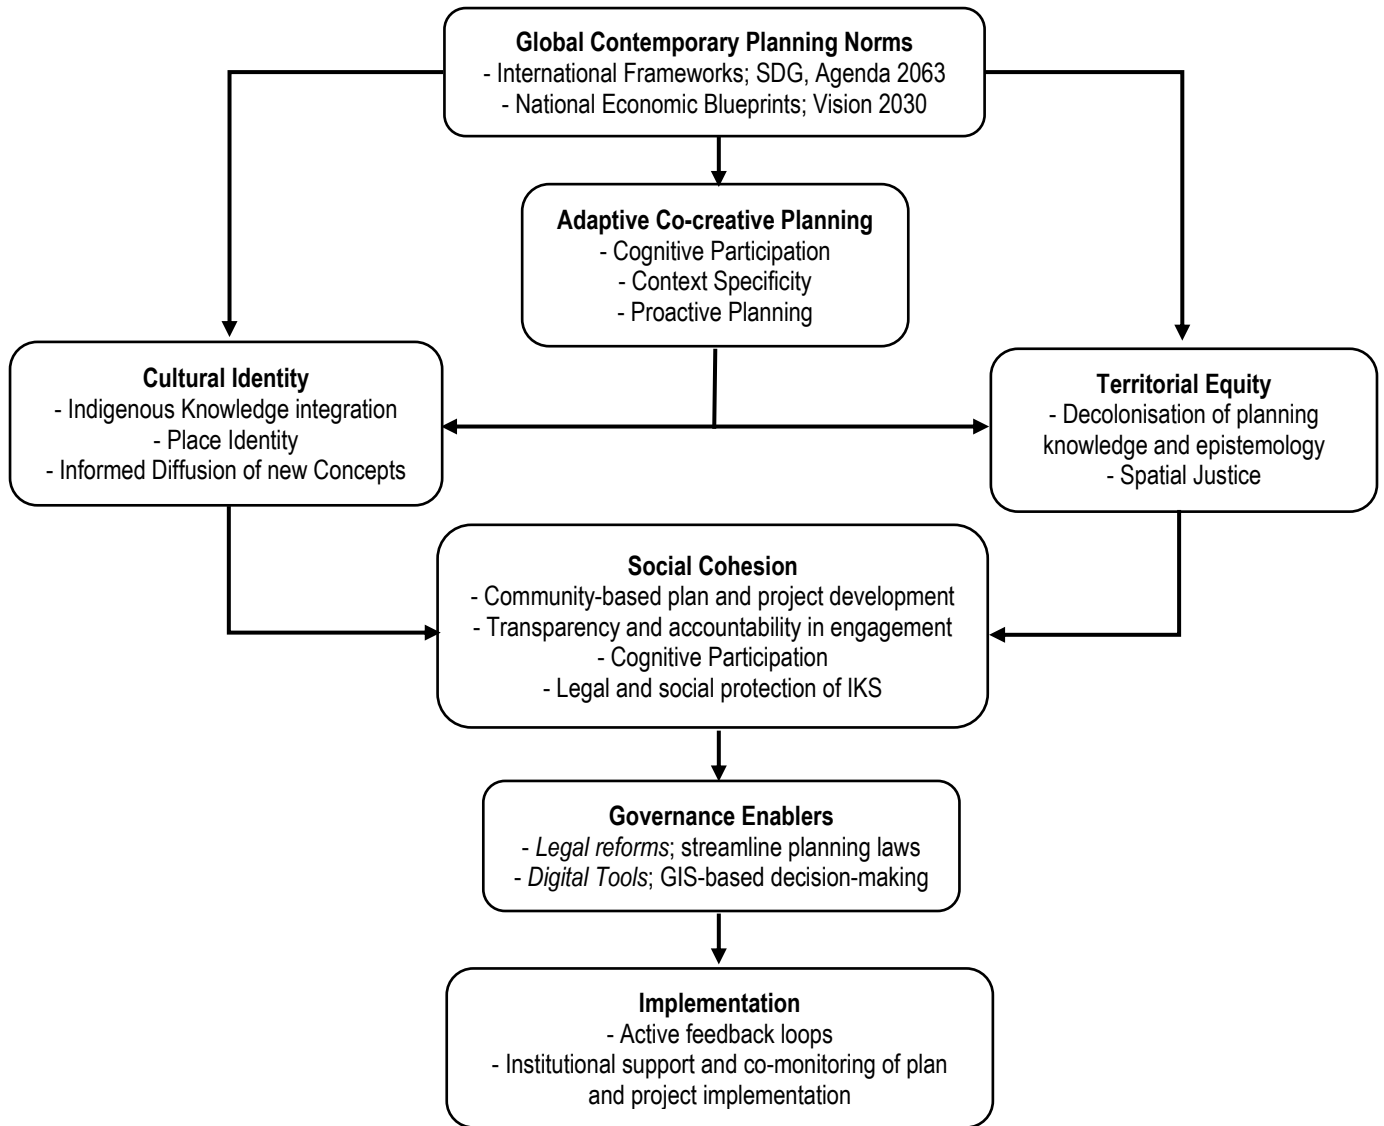 Global Contemporary Planning Norms
- International Frameworks; SDG, Agenda 2063
- National Economic Blueprints; Vision 2030
Adaptive Co-creative Planning
- Cognitive Participation
- Context Specificity
- Proactive Planning
Cultural Identity
- Indigenous Knowledge integration
- Place Identity
- Informed Diffusion of new Concepts
Territorial Equity
- Decolonisation of planning
knowledge and epistemology
- Spatial Justice
Social Cohesion
- Community-based plan and project development
- Transparency and accountability in engagement
- Cognitive Participation
- Legal and social protection of IKS
Governance Enablers
- Legal reforms; streamline planning laws
- Digital Tools; GIS-based decision-making
Implementation
- Active feedback loops
- Institutional support and co-monitoring of plan
and project implementation